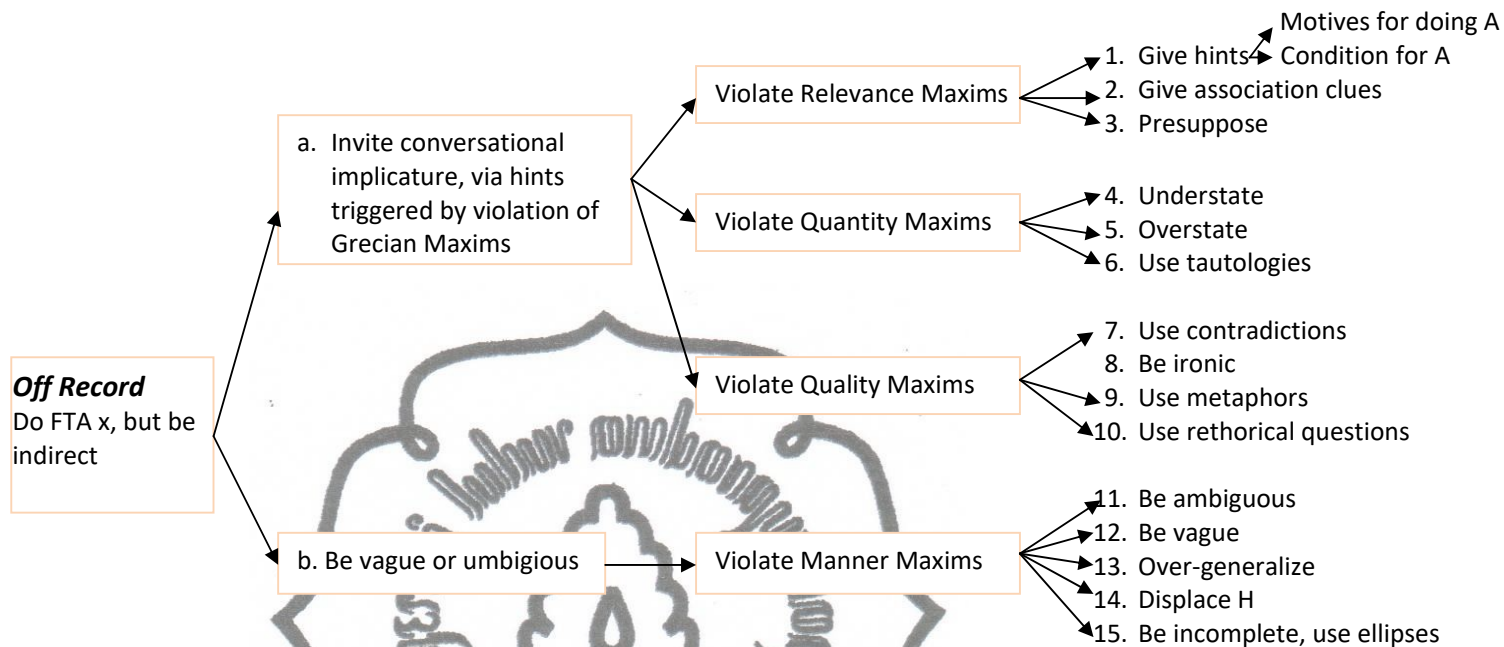 Motives for doing A
1. Give hints
Condition for A
Violate Relevance Maxims
2. Give association clues
3. Presuppose
a. Invite conversational
implicature, via hints
triggered by violation of
Grecian Maxims
4. Understate
Violate Quantity Maxims
5. Overstate
6. Use tautologies
7. Use contradictions
8. Be ironic
Violate Quality Maxims
9. Use metaphors
10. Use rethorical questions
Off Record
Do FTA x, but be
indirect
11. Be ambiguous
12. Be vague
b. Be vague or umbigious
Violate Manner Maxims
13. Over-generalize
14. Displace H
15. Be incomplete, use ellipses